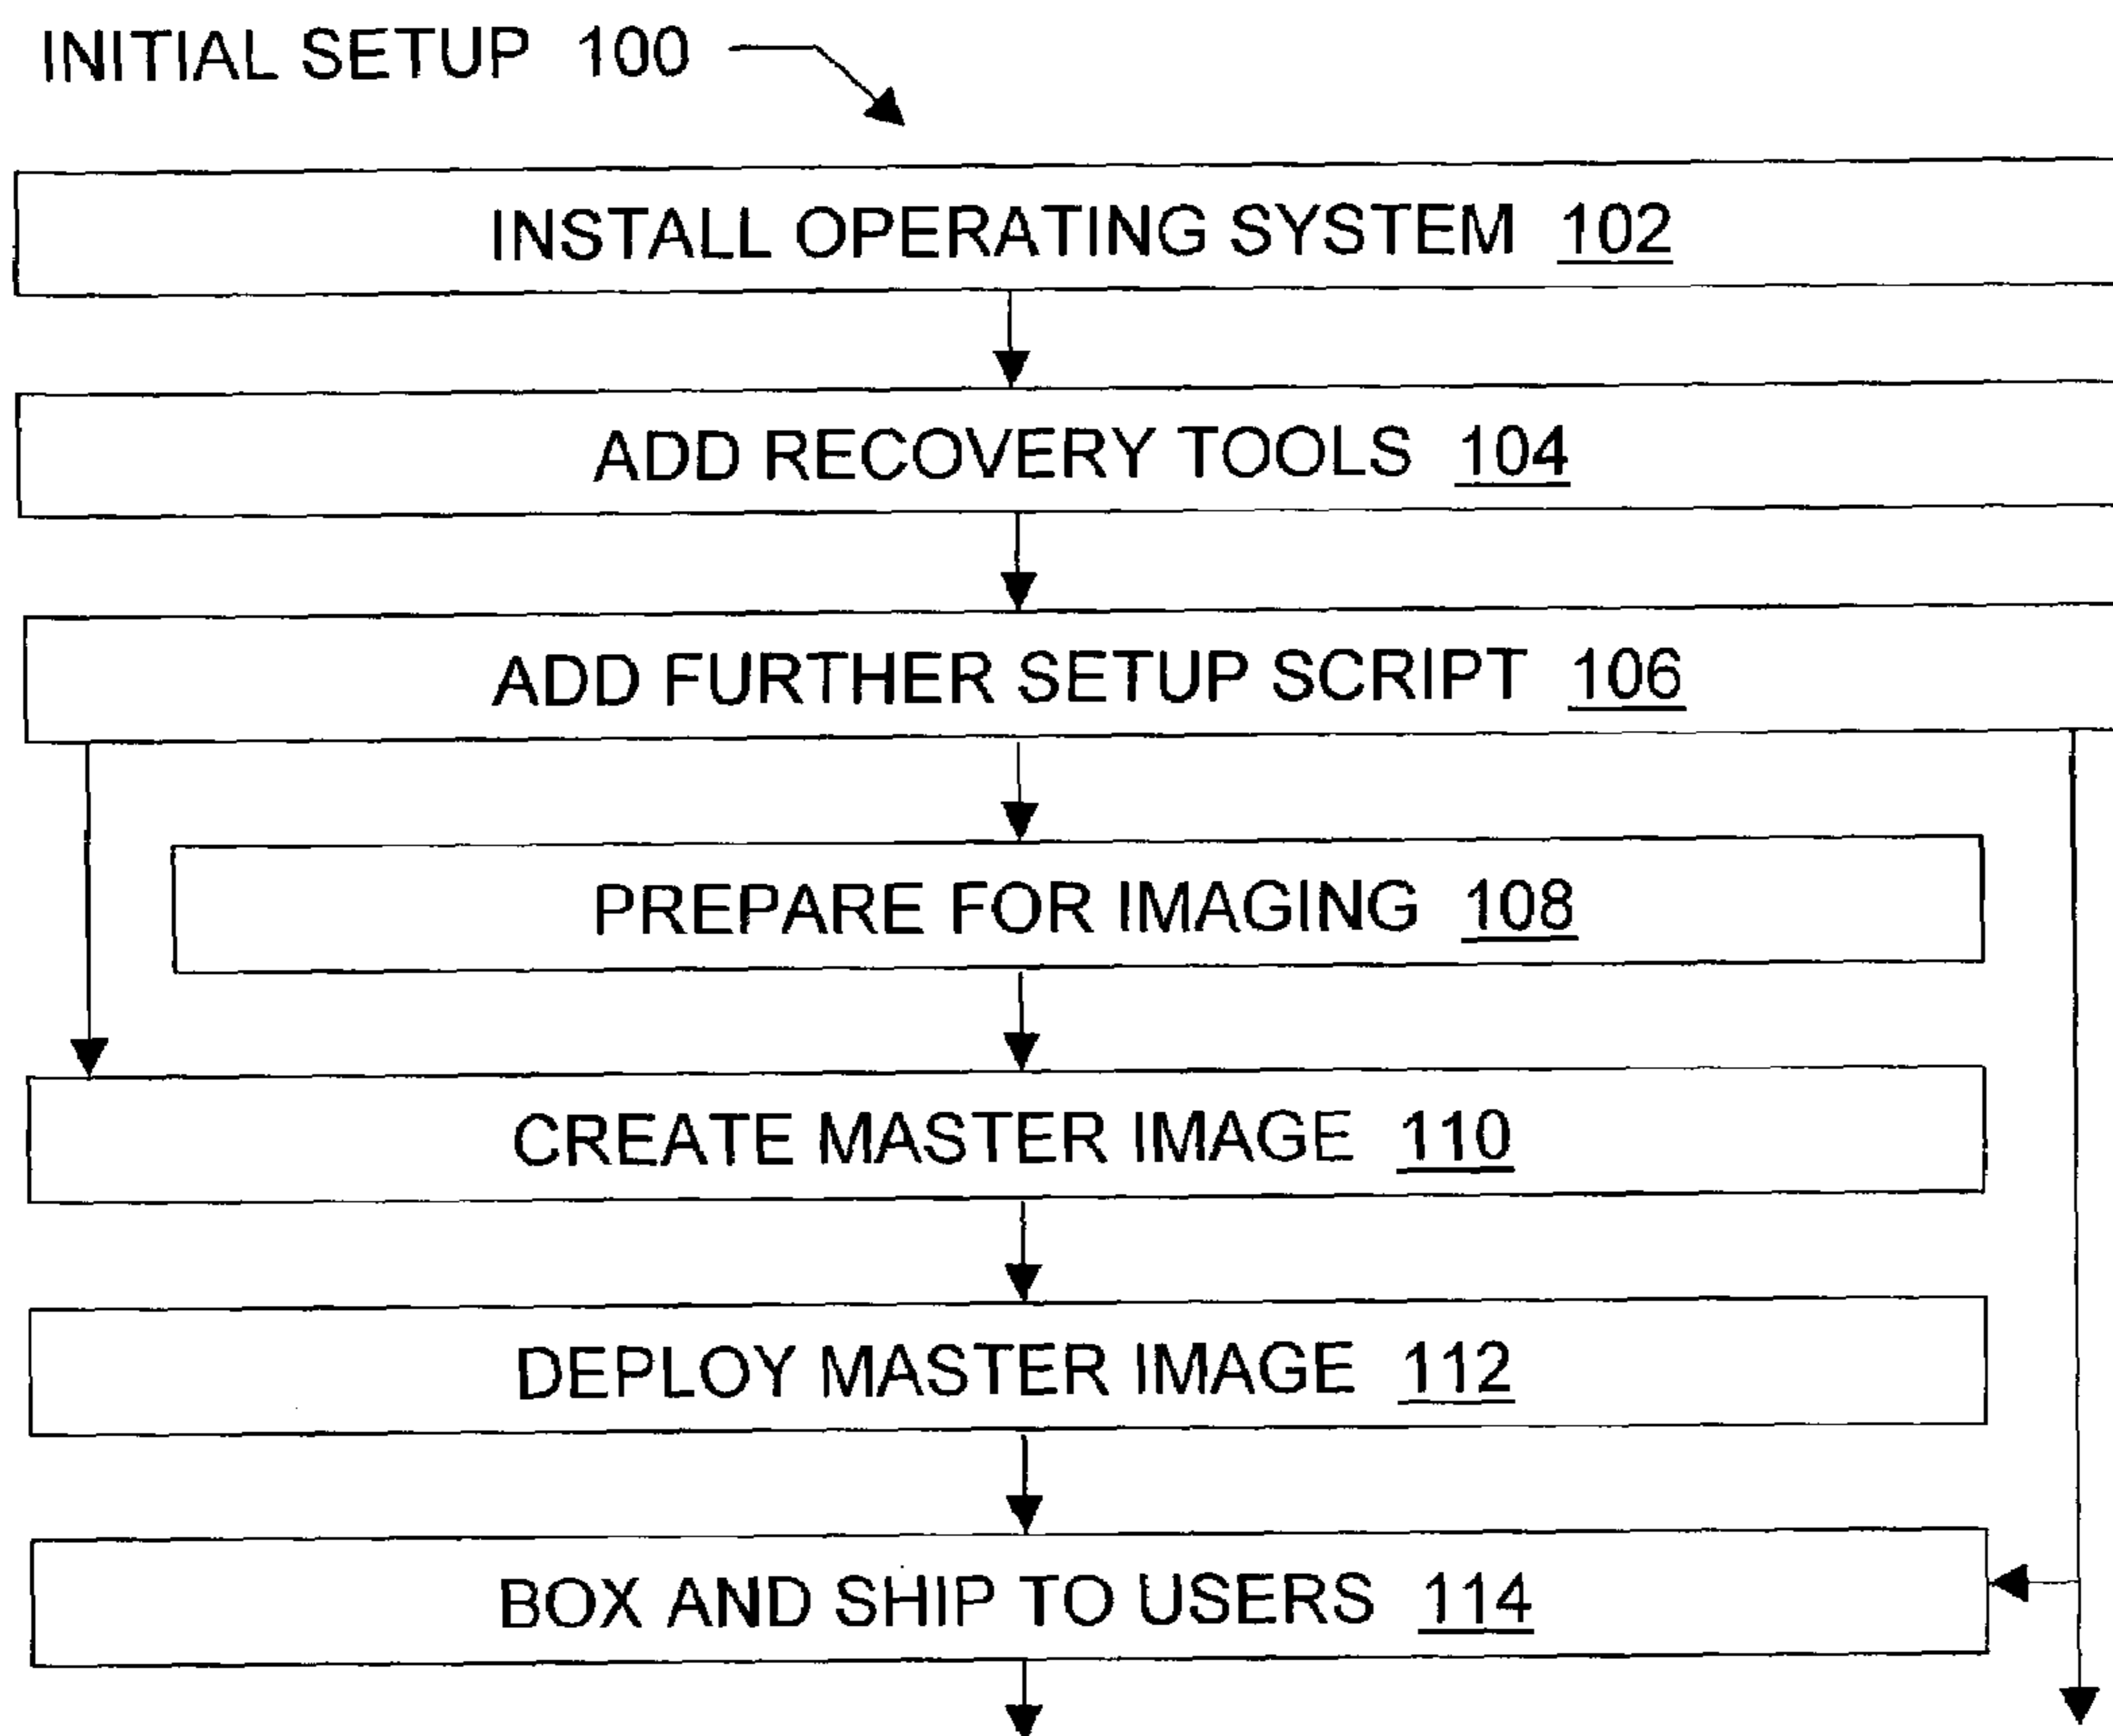 INITIAL SETUP 100
INSTALL OPERATING SYSTEM 102
ADD RECOVERY TOOLS 104
ADD FURTHER SETUP SCRIPT 106
PREPARE FOR IMAGING 108
CREATE MASTER IMAGE 110
DEPLOY MASTER IMAGE 112
BOX AND SHIP TO USERS 114